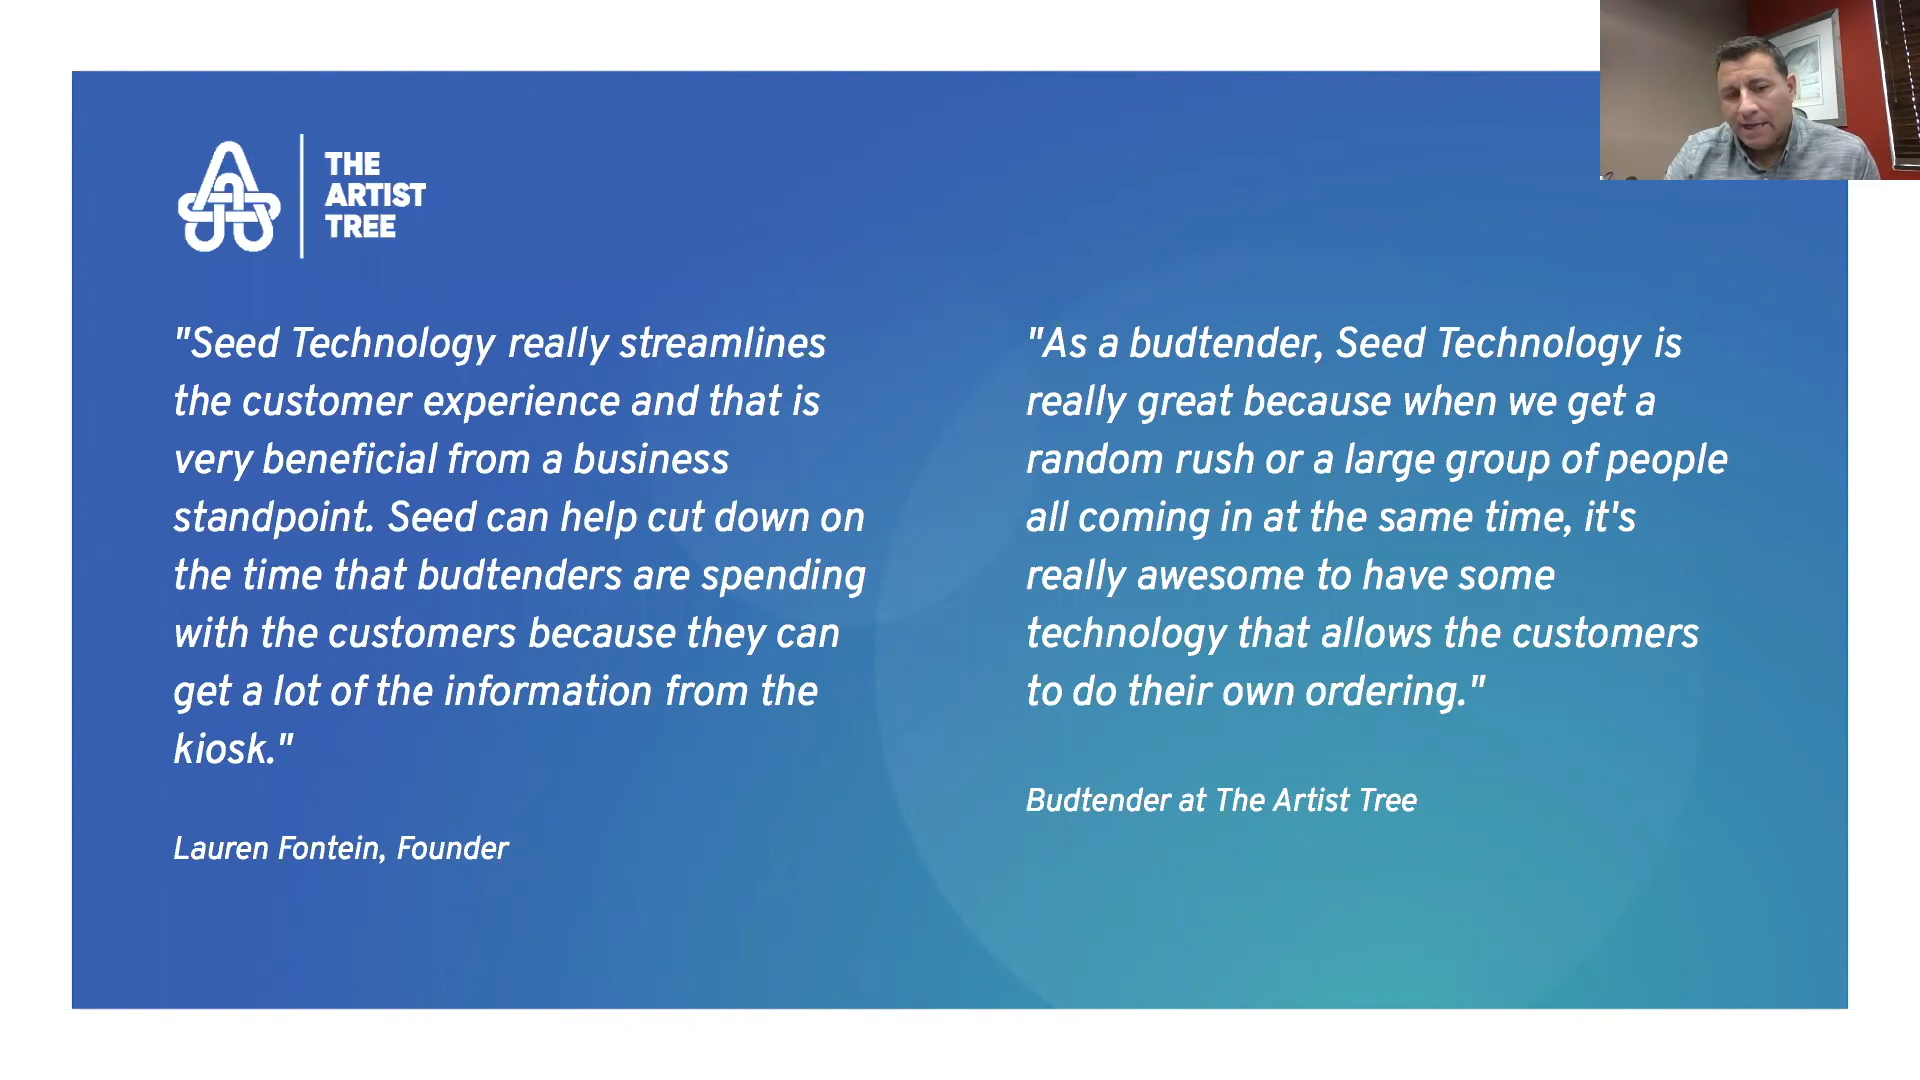 THE
ARTIST
TREE
"Seed Technology really streamlines
the customer experience and that is
very beneficial from a business
standpoint. Seed can help cut down on
the time that budtenders are spending
with the customers because they can
get a lot of the information from the
kiosk."
Lauren Fontein, Founder
"As a budtender, Seed Technology is
really great because when we get a
random rush or a large group of people
all coming in at the same time, it's
really awesome to have some
technology that allows the customers
to do their own ordering."
Budtender at The Artist Tree